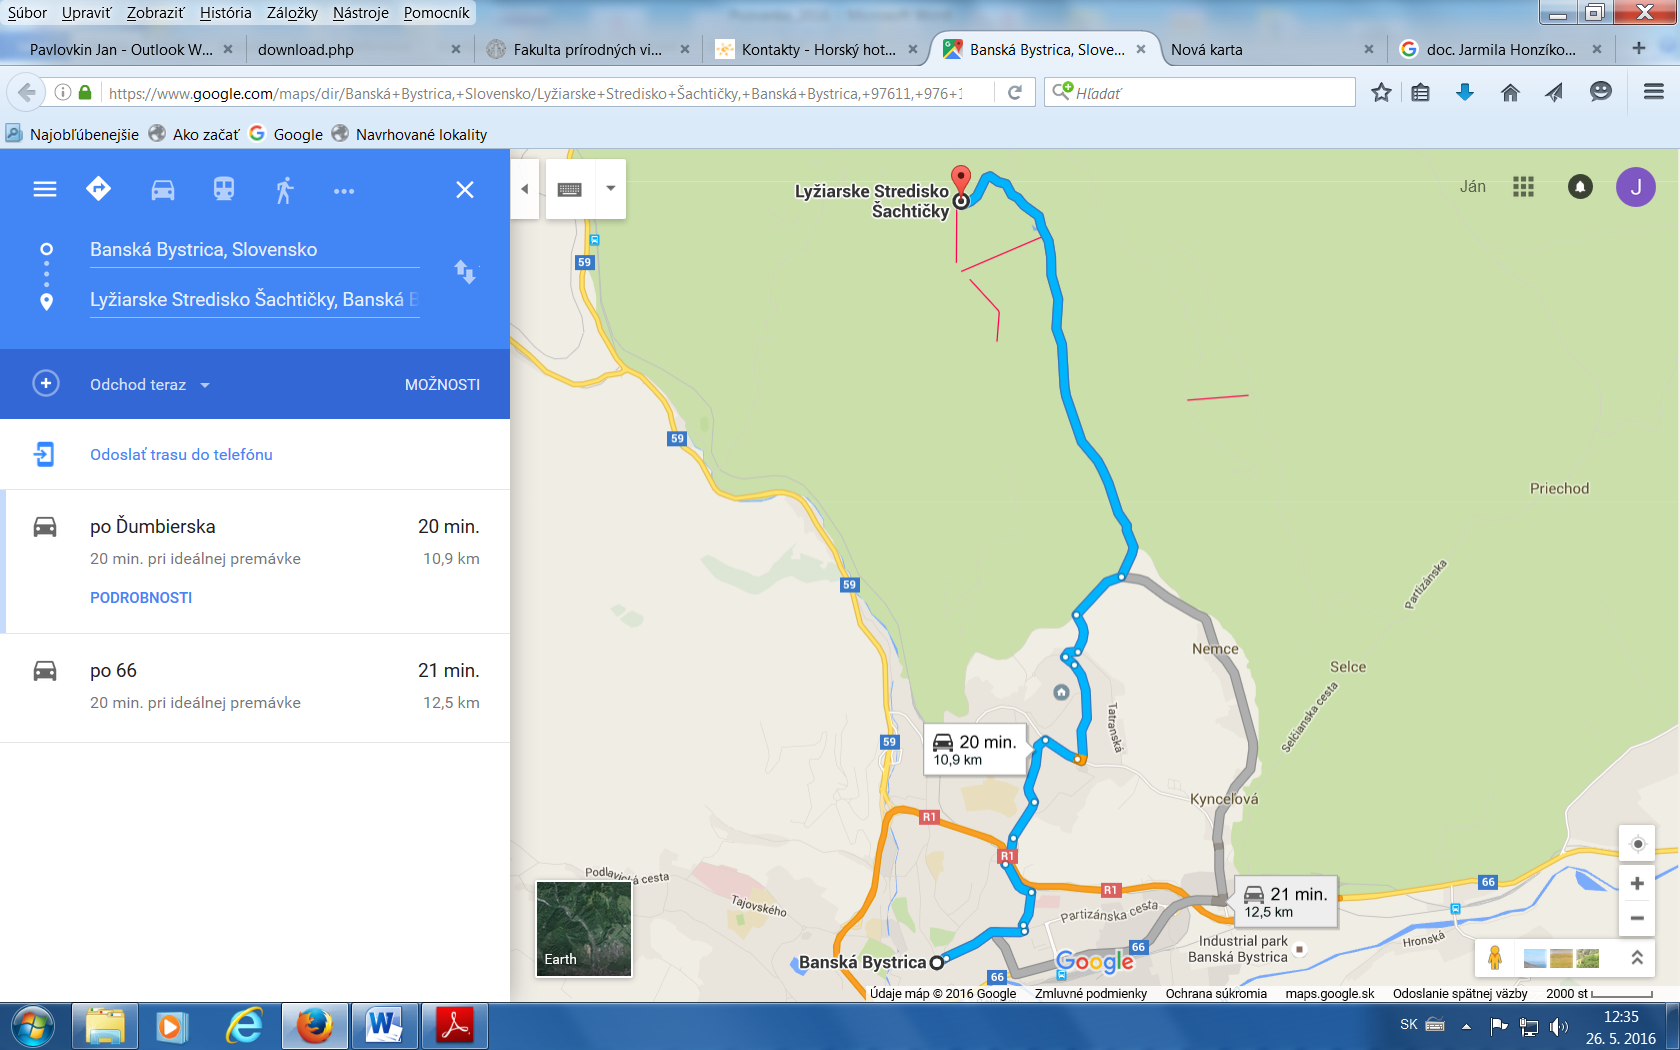 Súbor Upraviť Zobraziť História Záložky Nástroje Pomocník
Pavlovkin Jan - Outlook W...
download.php
Fakulta prírodných vi...
Kontakty - Horský hot...
Banská Bystrica, Slove...
Nová karta
doc. Jarmila Honzíko...
https://www.google.com/maps/dir/Banská+Bystrica,+Slovensko/Lyžiarske+Stredisko+Šachtičky,+Banská+Bystrica,+97611,+976+1
Hľadať
Najobľúbenejšie Ako začať Google Navrhované lokality
Banská Bystrica, Slovensko
Lyžiarske Stredisko Šachtičky, Banská B
Odchod teraz MOŽNOSTI
Odoslať trasu do telefónu
po Ďumbierska 20 min.
20 min. pri ideálnej premávke 10,9 km
PODROBNOSTI
po 66 21 min.
20 min. pri ideálnej premávke 12,5 km
Lyžiarske Stredisko
Šachtičky
Ján
J
59
59
Priechod
59
Partizánska
Nemce
Selce
Selčianska cesta
Tatranská
59
20 min.
10,9 km
Kynceľová
R1
R1
Podlavická cesta
R1
66
21 min.
12,5 km
Tajovského
Partizánska cesta
Hronská
66
Industrial park
Banská Bystrica
Banská Bystrica
Google
66
Earth
Údaje máp © 2016 Google Zmluvné podmienky Ochrana súkromia maps.google.sk Odoslanie spätnej väzby 2000 st
SK
12:35
26. 5. 2016